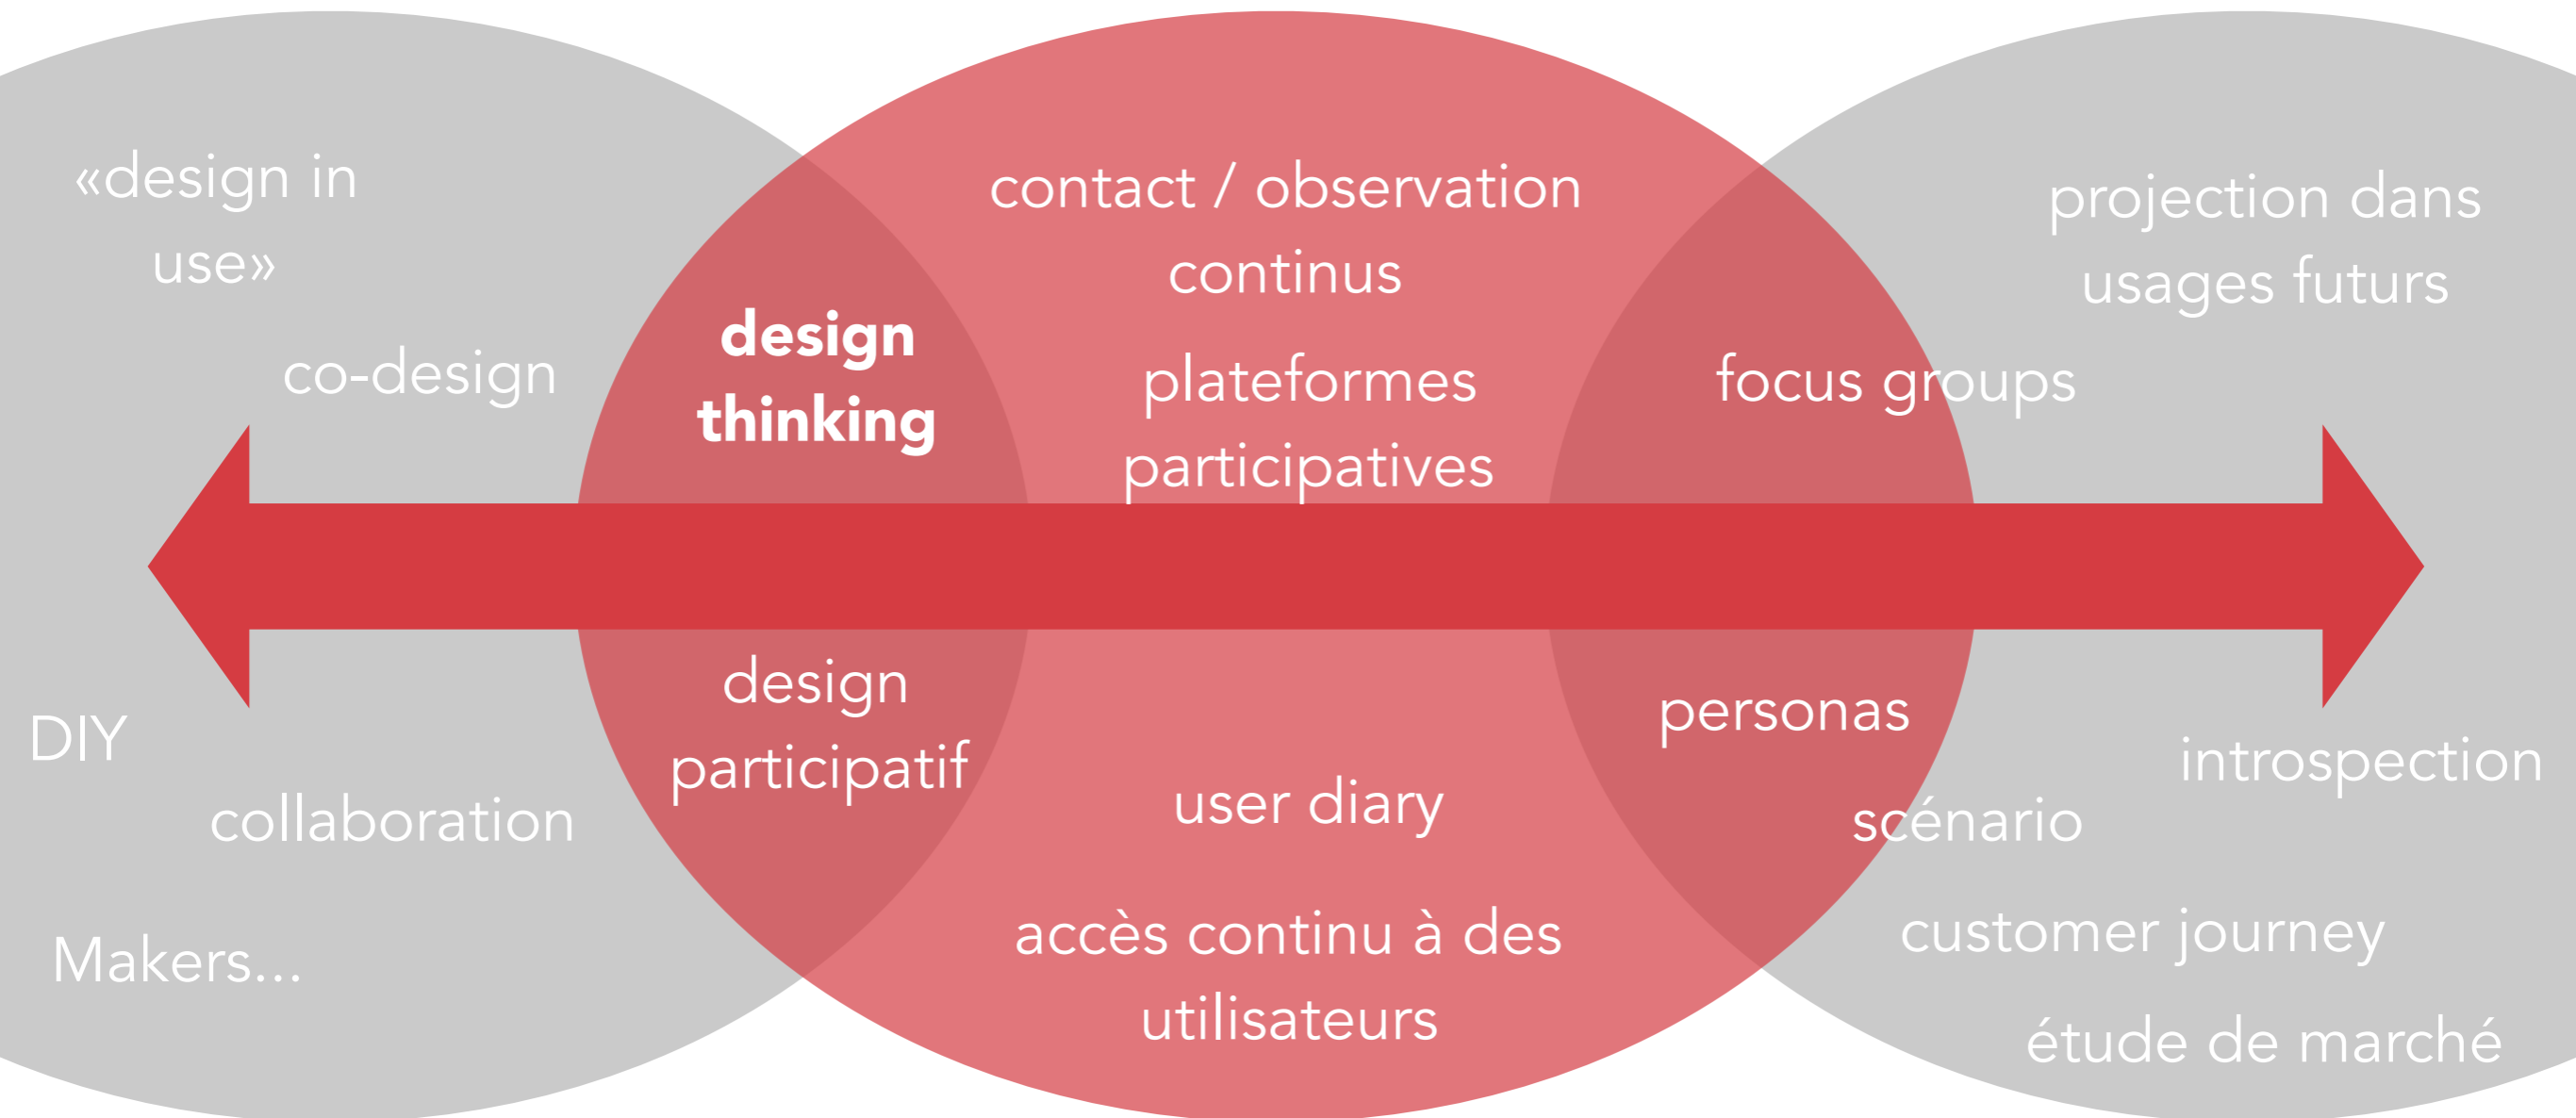 «design in
use»
co-design
design
thinking
contact / observation
continus
plateformes
participatives
focus groups
projection dans
usages futurs
DIY
collaboration
Makers...
design
participatif
user diary
accès continu à des
utilisateurs
personas
scénario
introspection
customer journey
étude de marché